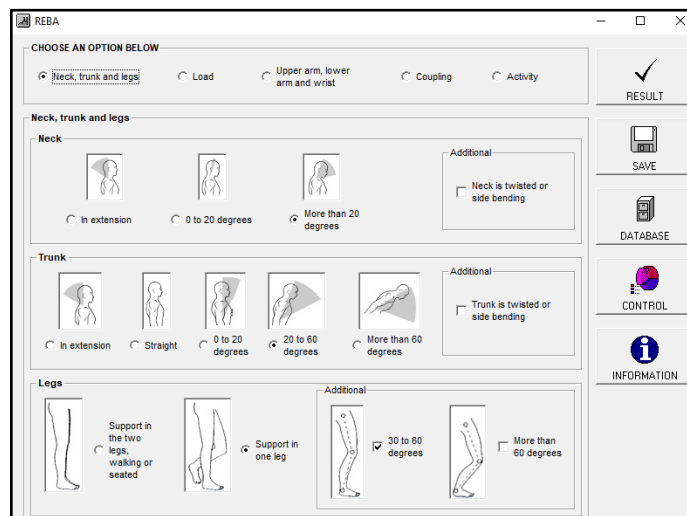 REBA
CHOOSE AN OPTION BELOW
Neck, trunk and legs
Load
Upper arm, lower
arm and wrist
Coupling
Activity
RESULT
SAVE
DATABASE
CONTROL
INFORMATION
Neck, trunk and legs
Neck
In extension
0 to 20 degrees
More than 20
degrees
Additional
Neck is twisted or
side bending
Trunk
In extension
Straight
0 to 20
degrees
20 to 60
degrees
More than 60
degrees
Additional
Trunk is twisted or
side bending
Legs
Support in
the two
legs,
walking or
seated
Support in
one leg
Additional
30 to 60
degrees
More than
60 degrees